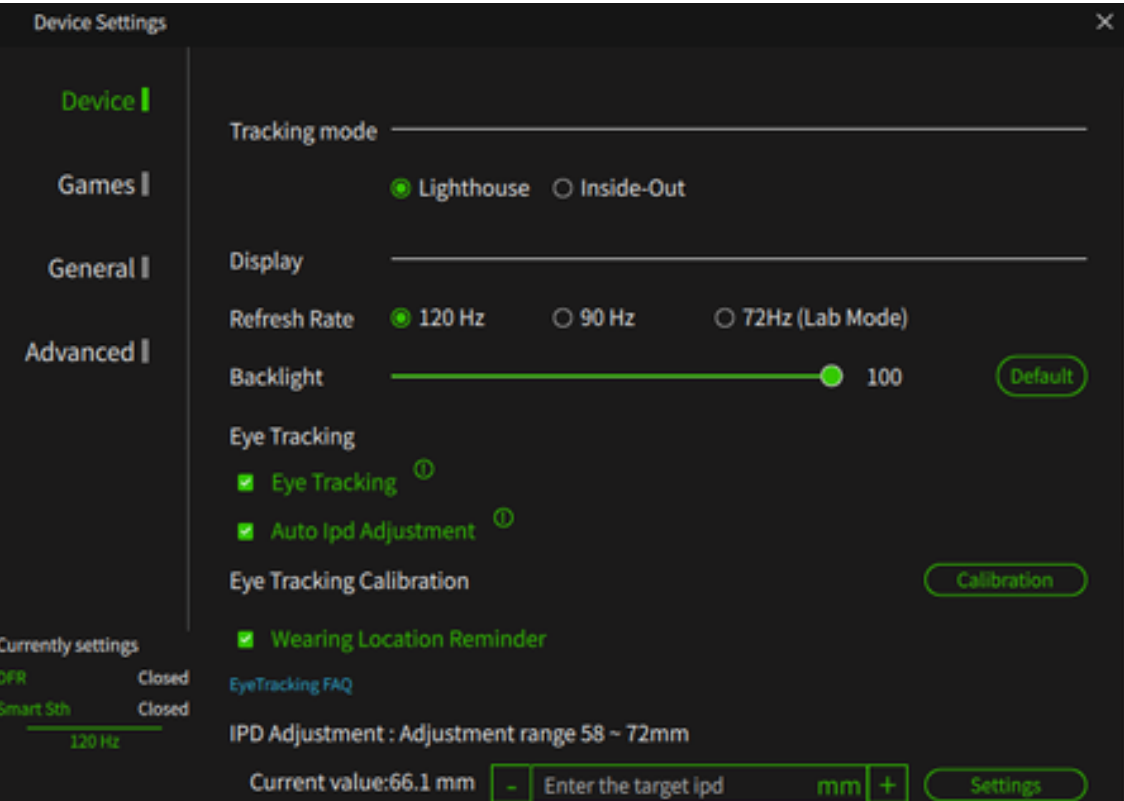 Device Settings
Device
Games
General
Advanced
Currently settings
DFR Closed
Smart Sth Closed
120 Hz
Tracking mode
Lighthouse Inside-Out
Display
Refresh Rate 120 Hz 90 Hz 72Hz (Lab Mode)
Backlight 100 Default
Eye Tracking
Eye Tracking
Auto Ipd Adjustment
Eye Tracking Calibration Calibration
Wearing Location Reminder
EyeTracking FAQ
IPD Adjustment : Adjustment range 58 ~ 72mm
Current value:66.1 mm - Enter the target ipd mm + Settings